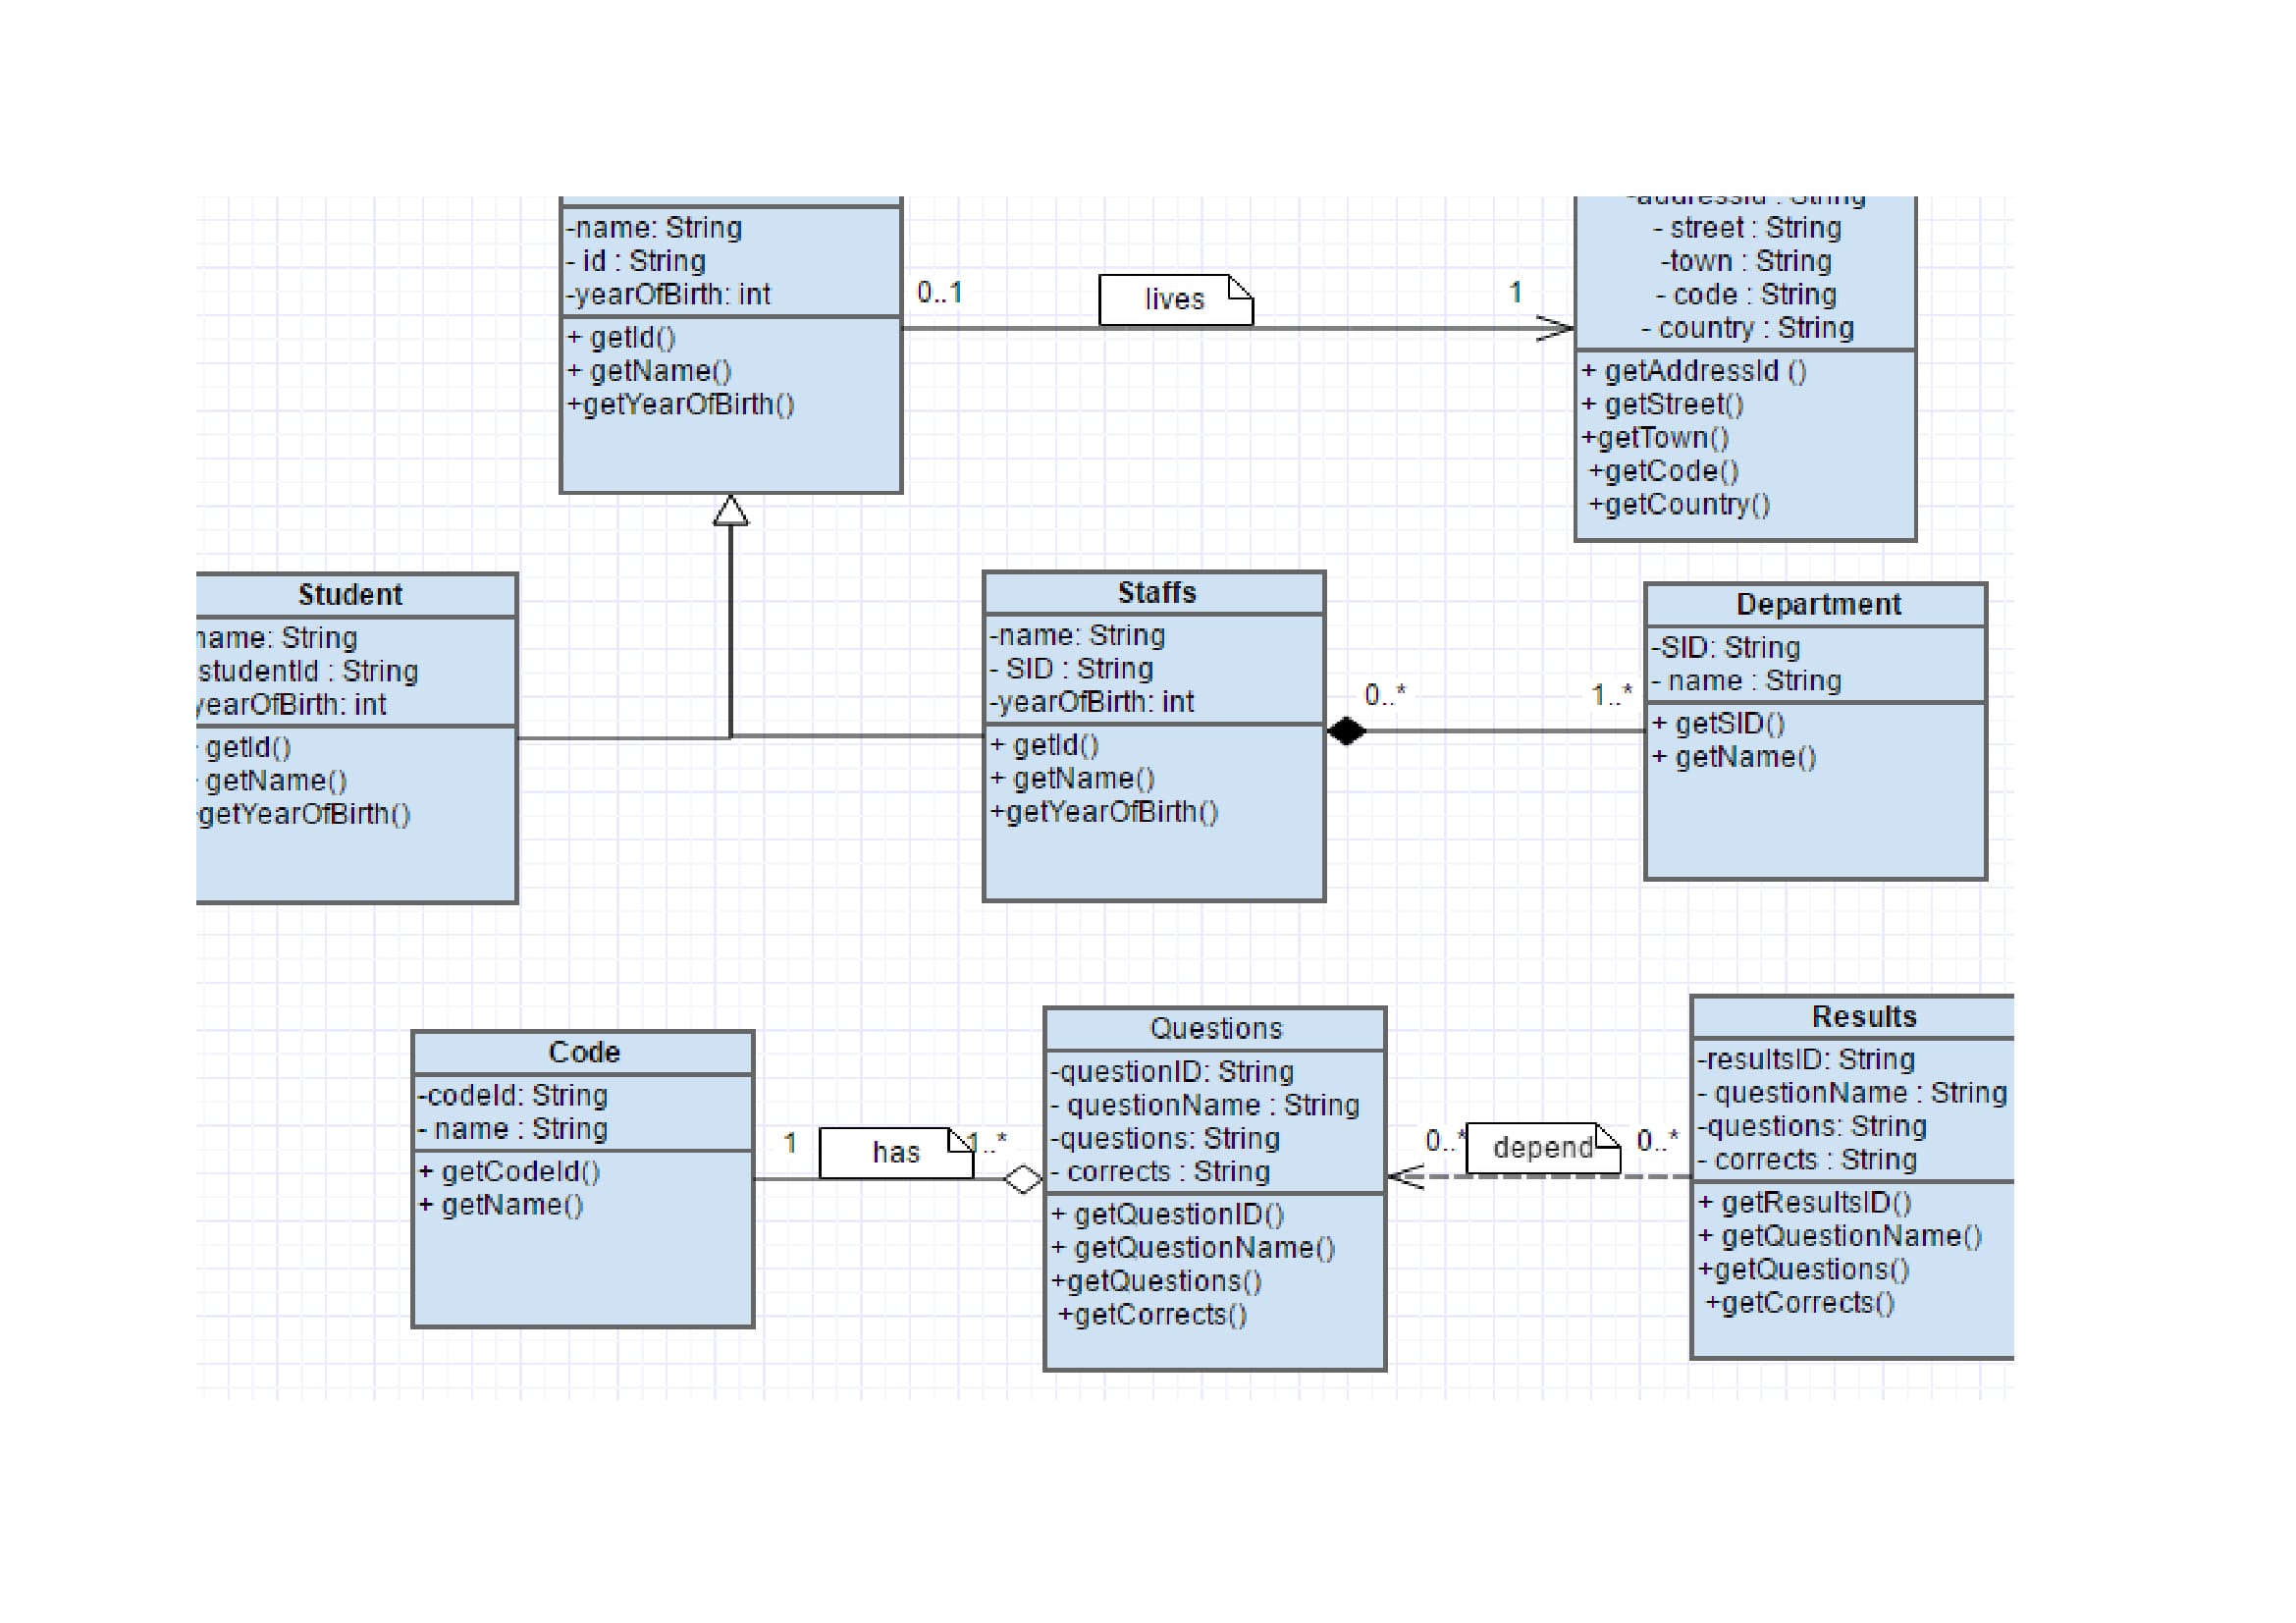 -name: String
- id : String
-yearOfBirth: int
+ getId()
+ getName()
+getYearOfBirth()
0..1
lives
1
-addressId : String
- street : String
-town : String
- code : String
- country : String
+ getAddressId ()
+ getStreet()
+getTown()
+getCode()
+getCountry()
Student
name: String
studentId : String
yearOfBirth: int
getId()
getName()
getYearOfBirth()
Staffs
-name: String
- SID : String
-yearOfBirth: int
+ getId()
+ getName()
+getYearOfBirth()
0..*
1..*
Department
-SID: String
- name : String
+ getSID()
+ getName()
Code
-codeId: String
- name : String
+ getCodeId()
+ getName()
1
has
1..*
Questions
-questionID: String
- questionName : String
-questions: String
- corrects : String
+ getQuestionID()
+ getQuestionName()
+getQuestions()
+getCorrects()
0..*
depend
0..*
Results
-resultsID: String
- questionName : String
-questions: String
- corrects : String
+ getResultsID()
+ getQuestionName()
+getQuestions()
+getCorrects()